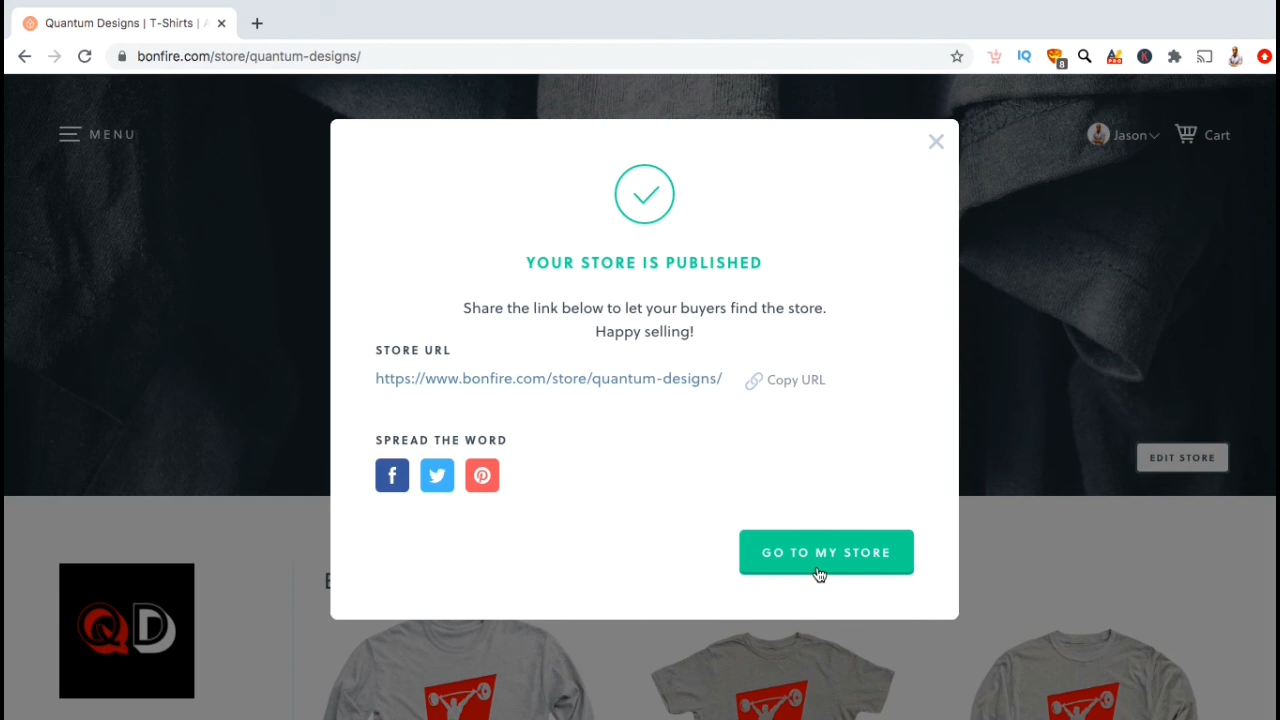 Quantum Designs | T-Shirts |
bonfire.com/store/quantum-designs/
IQ
8
PRO
K
MENU
Jason
Cart
YOUR STORE IS PUBLISHED
Share the link below to let your buyers find the store.
Happy selling!
STORE URL
https://www.bonfire.com/store/quantum-designs/
Copy URL
SPREAD THE WORD
EDIT STORE
GO TO MY STORE
QD